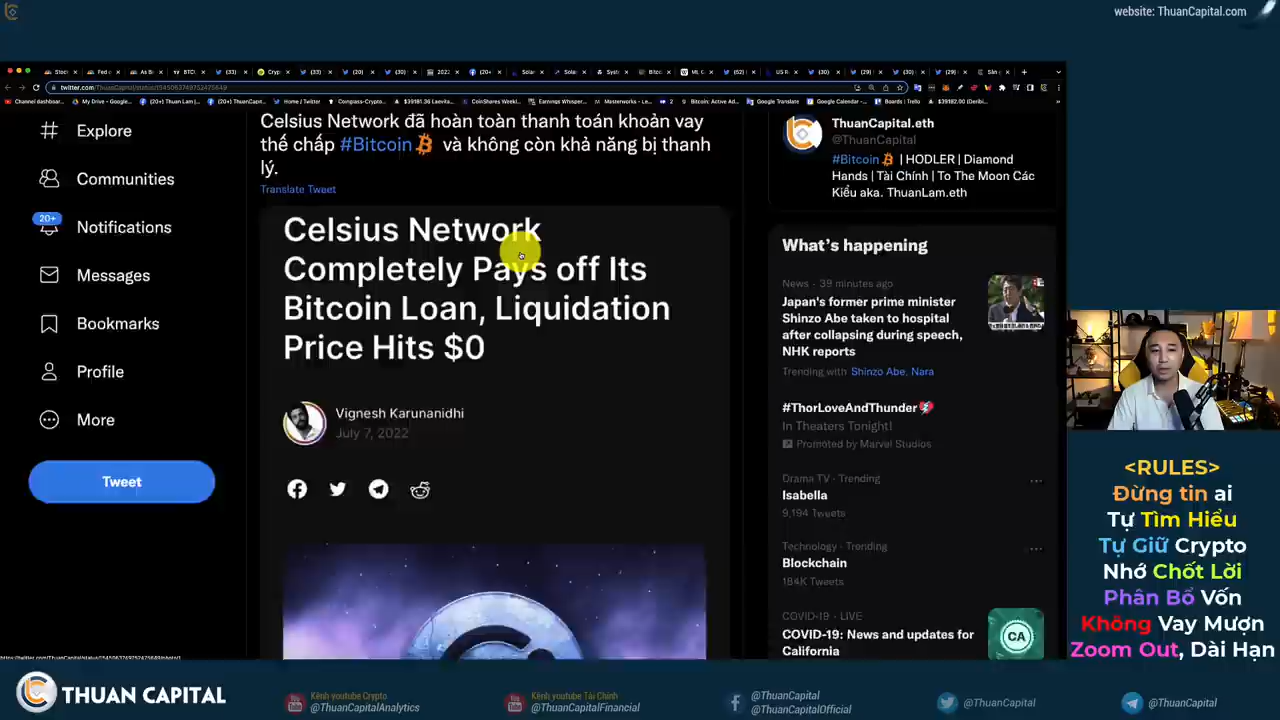 website: ThuanCapital.com
twitter.com/ThuanCapital/status/1545063749752475649
Explore
Communities
20+
Notifications
Messages
Bookmarks
Profile
More
Tweet
Celsius Network đã hoàn toàn thanh toán khoản vay
thế chấp #Bitcoin và không còn khả năng bị thanh
lý.
Translate Tweet
Celsius Network
Completely Pays off Its
Bitcoin Loan, Liquidation
Price Hits $0
Vignesh Karunanidhi
July 7, 2022
ThuanCapital.eth
@ThuanCapital
#Bitcoin | HODLER | Diamond
Hands | Tài Chính | To The Moon Các
Kiểu aka. ThuanLam.eth
What's happening
News · 39 minutes ago
Japan's former prime minister
Shinzo Abe taken to hospital
after collapsing during speech,
NHK reports
Trending with Shinzo Abe, Nara
#ThorLoveAndThunder
In Theaters Tonight!
Promoted by Marvel Studios
Drama TV · Trending
Isabella
9,194 Tweets
Technology · Trending
Blockchain
184K Tweets
COVID-19 · LIVE
COVID-19: News and updates for
California
CA
<RULES>
Đừng tin ai
Tự Tìm Hiểu
Tự Giữ Crypto
Nhớ Chốt Lời
Phân Bổ Vốn
Không Vay Mượn
Zoom Out, Dài Hạn
THUAN CAPITAL
Kênh youtube Crypto
@ThuanCapitalAnalytics
Kênh youtube Tài Chính
@ThuanCapitalFinancial
@ThuanCapital
@ThuanCapitalOfficial
@ThuanCapital
@ThuanCapital